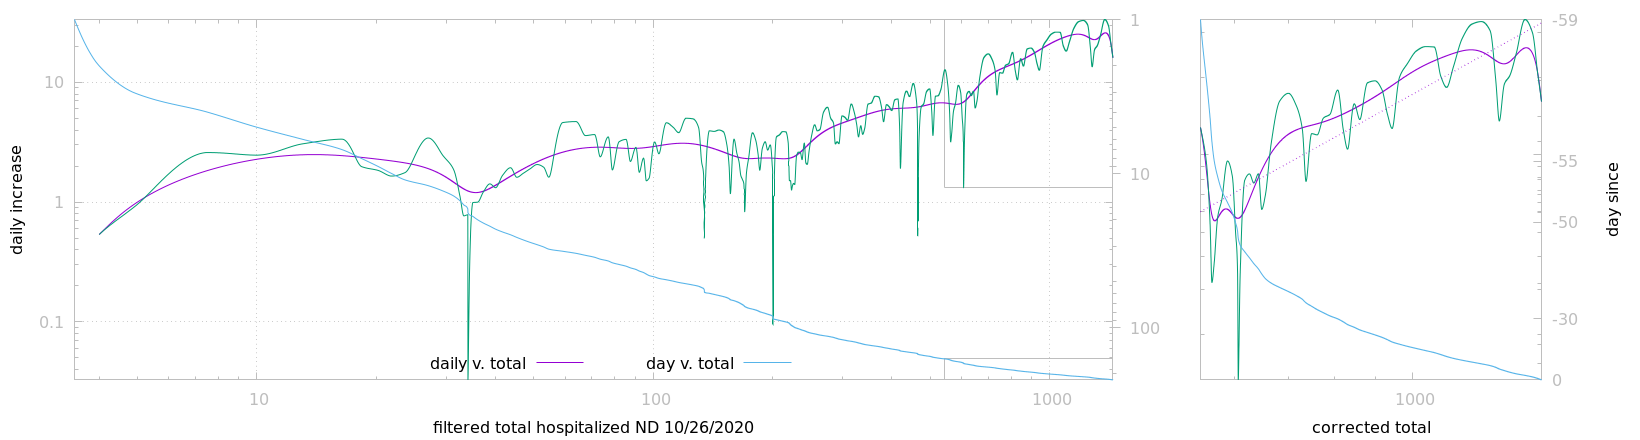 1
-59
10
daily increase
1
0.1
10
100
-55
-50
-30
0
day since
daily v. total
day v. total
10
100
1000
1000
filtered total hospitalized ND 10/26/2020
corrected total